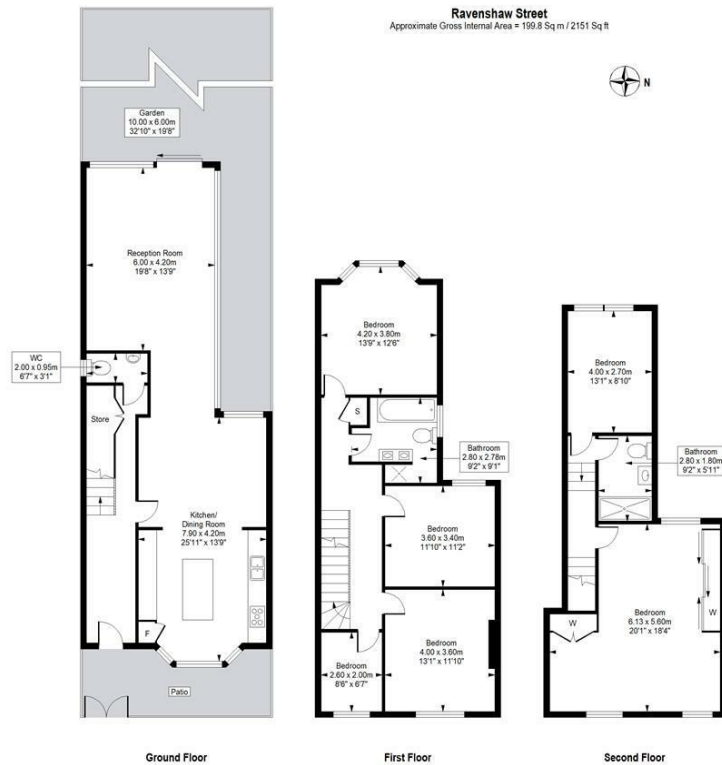 Ravenshaw Street
Approximate Gross Internal Area = 199.8 Sq m / 2151 Sq ft
N
Garden
10.00 x 6.00m
32'10" x 19'8"
Reception Room
6.00 x 4.20m
19'8" x 13'9"
WC
2.00 x 0.95m
6'7" x 3'1"
Store
Kitchen/
Dining Room
7.90 x 4.20m
25'11" x 13'9"
F
Patio
Ground Floor
Bedroom
4.20 x 3.80m
13'9" x 12'6"
S
Bathroom
2.80 x 2.78m
9'2" x 9'1"
Bedroom
3.60 x 3.40m
11'10" x 11'2"
Bedroom
4.00 x 3.60m
13'1" x 11'10"
Bedroom
2.60 x 2.00m
8'6" x 6'7"
First Floor
Bedroom
4.00 x 2.70m
13'1" x 8'10"
Bathroom
2.80 x 1.80m
9'2" x 5'11"
Bedroom
6.13 x 5.60m
20'1" x 18'4"
W
W
Second Floor